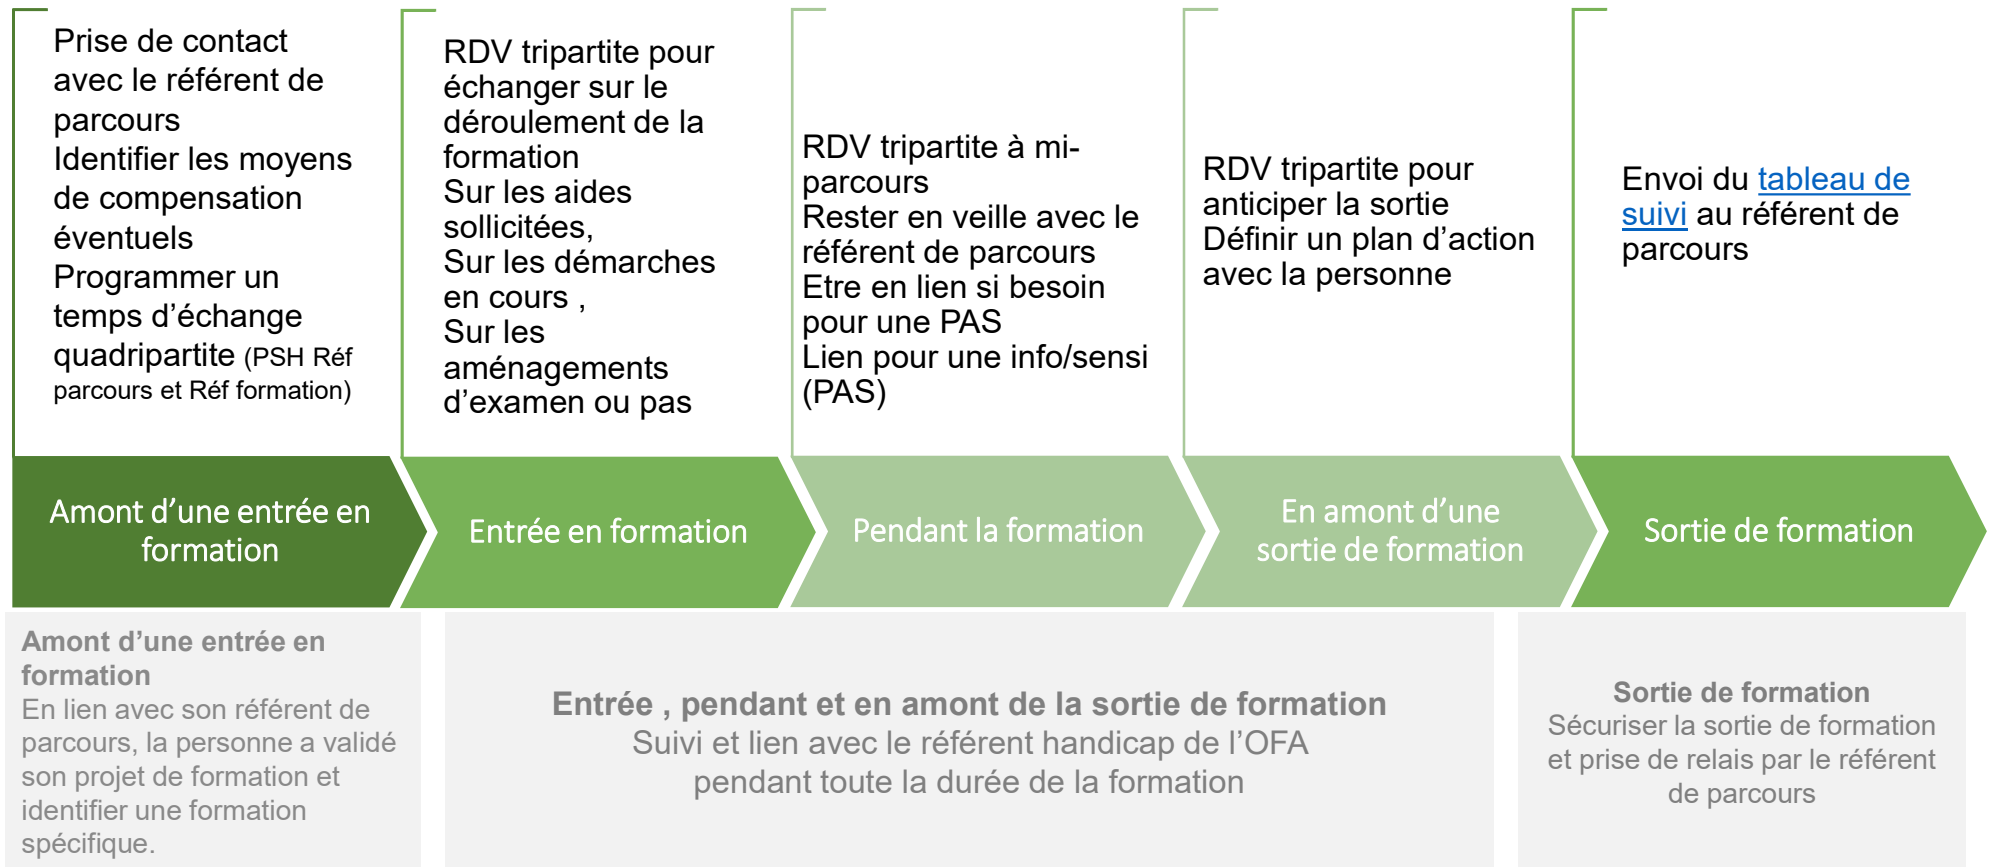 Prise de contact
avec le référent de
parcours
Identifier les moyens
de compensation
éventuels
Programmer un
temps d’échange
quadripartite (PSH Réf
parcours et Réf formation)
RDV tripartite pour
échanger sur le
déroulement de la
formation
Sur les aides
sollicitées,
Sur les démarches
en cours ,
Sur les
aménagements
d’examen ou pas
RDV tripartite à mi-
parcours
Rester en veille avec le
référent de parcours
Etre en lien si besoin
pour une PAS
Lien pour une info/sensi
(PAS)
RDV tripartite pour
anticiper la sortie
Définir un plan d’action
avec la personne
Envoi du tableau de
suivi au référent de
parcours
Amont d’une entrée en
formation
Entrée en formation
Pendant la formation
En amont d’une
sortie de formation
Sortie de formation
Amont d’une entrée en
formation
En lien avec son référent de
parcours, la personne a validé
son projet de formation et
identifier une formation
spécifique.
Entrée , pendant et en amont de la sortie de formation
Suivi et lien avec le référent handicap de l’OFA
pendant toute la durée de la formation
Sortie de formation
Sécuriser la sortie de formation
et prise de relais par le référent
de parcours